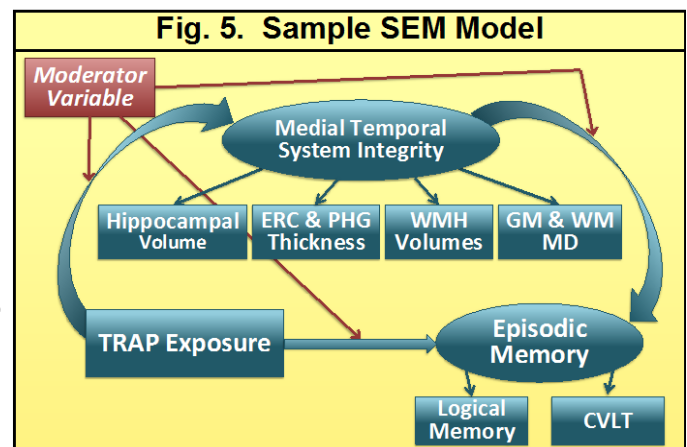 Fig. 5. Sample SEM Model
Moderator
Variable
Medial Temporal
System Integrity
Hippocampal
Volume
ERC & PHG
Thickness
WMH
Volumes
GM & WM
MD
TRAP Exposure
Episodic
Memory
Logical
Memory
CVLT